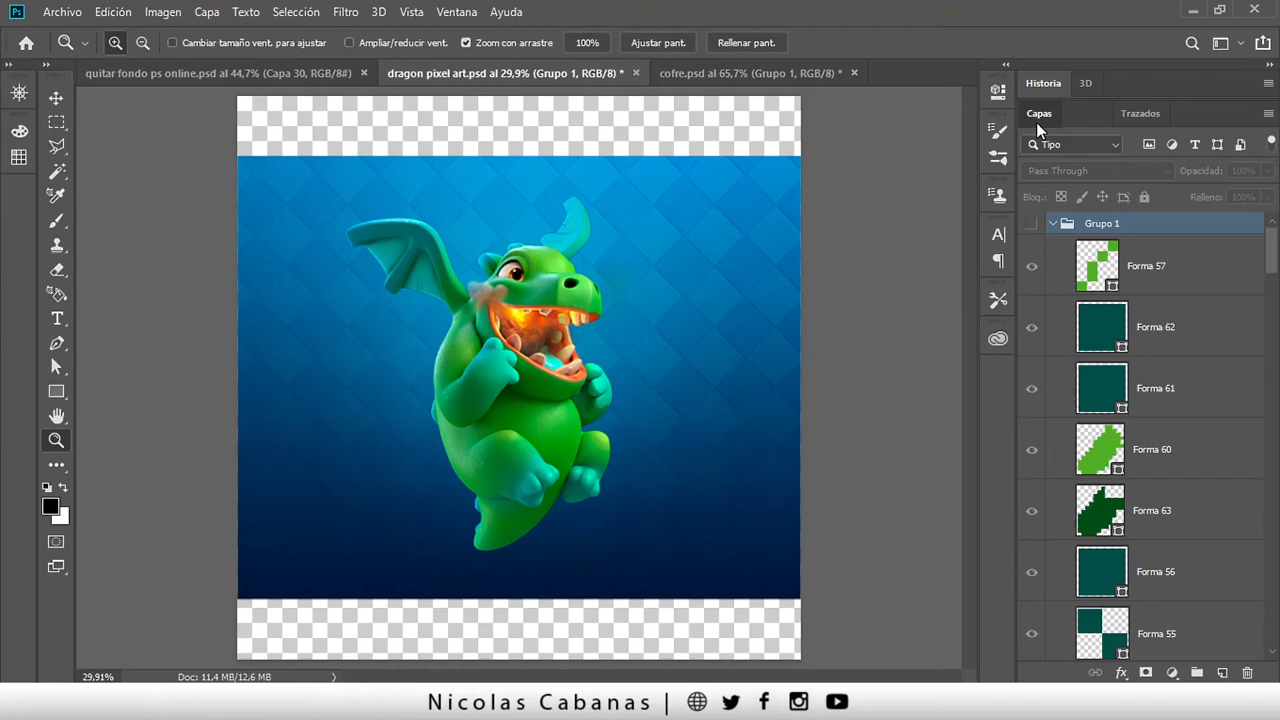 Ps Archivo Edición Imagen Capa Texto Selección Filtro 3D Vista Ventana Ayuda
Cambiar tamaño vent. para ajustar Ampliar/reducir vent. Zoom con arrastre 100% Ajustar pant. Rellenar pant.
quitar fondo ps online.psd al 44,7% (Capa 30, RGB/8#) × dragon pixel art.psd al 29,9% (Grupo 1, RGB/8) * × cofre.psd al 65,7% (Grupo 1, RGB/8) * ×
Historia 3D
Capas Trazados
Tipo
Pass Through Opacidad: 100%
Bloq.: Relleno: 100%
Grupo 1
Forma 57
Forma 62
Forma 61
Forma 60
Forma 63
Forma 56
Forma 55
29,91% Doc: 11,4 MB/12,6 MB
Nicolas Cabanas |